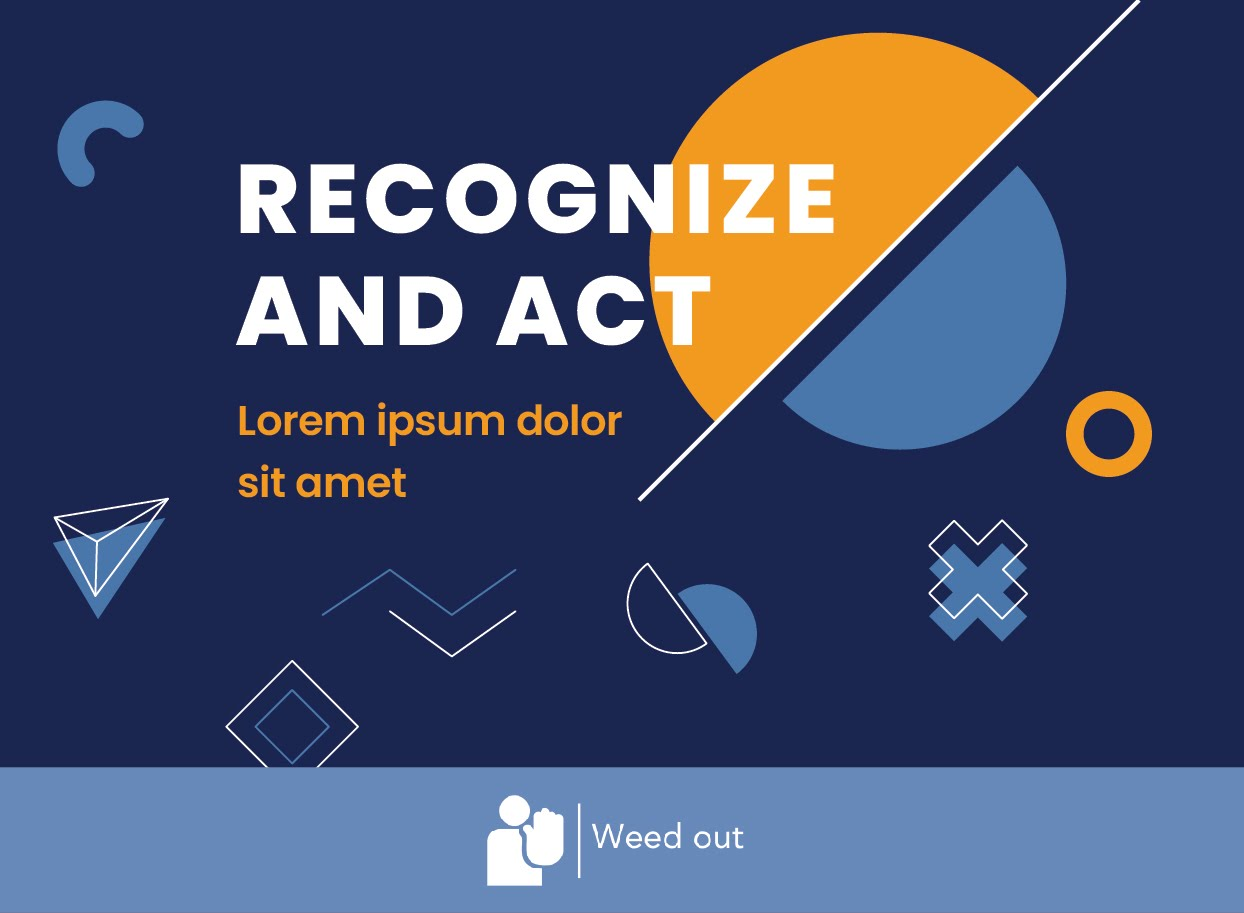 RECOGNIZE
AND ACT
Lorem ipsum dolor
sit amet
Weed out